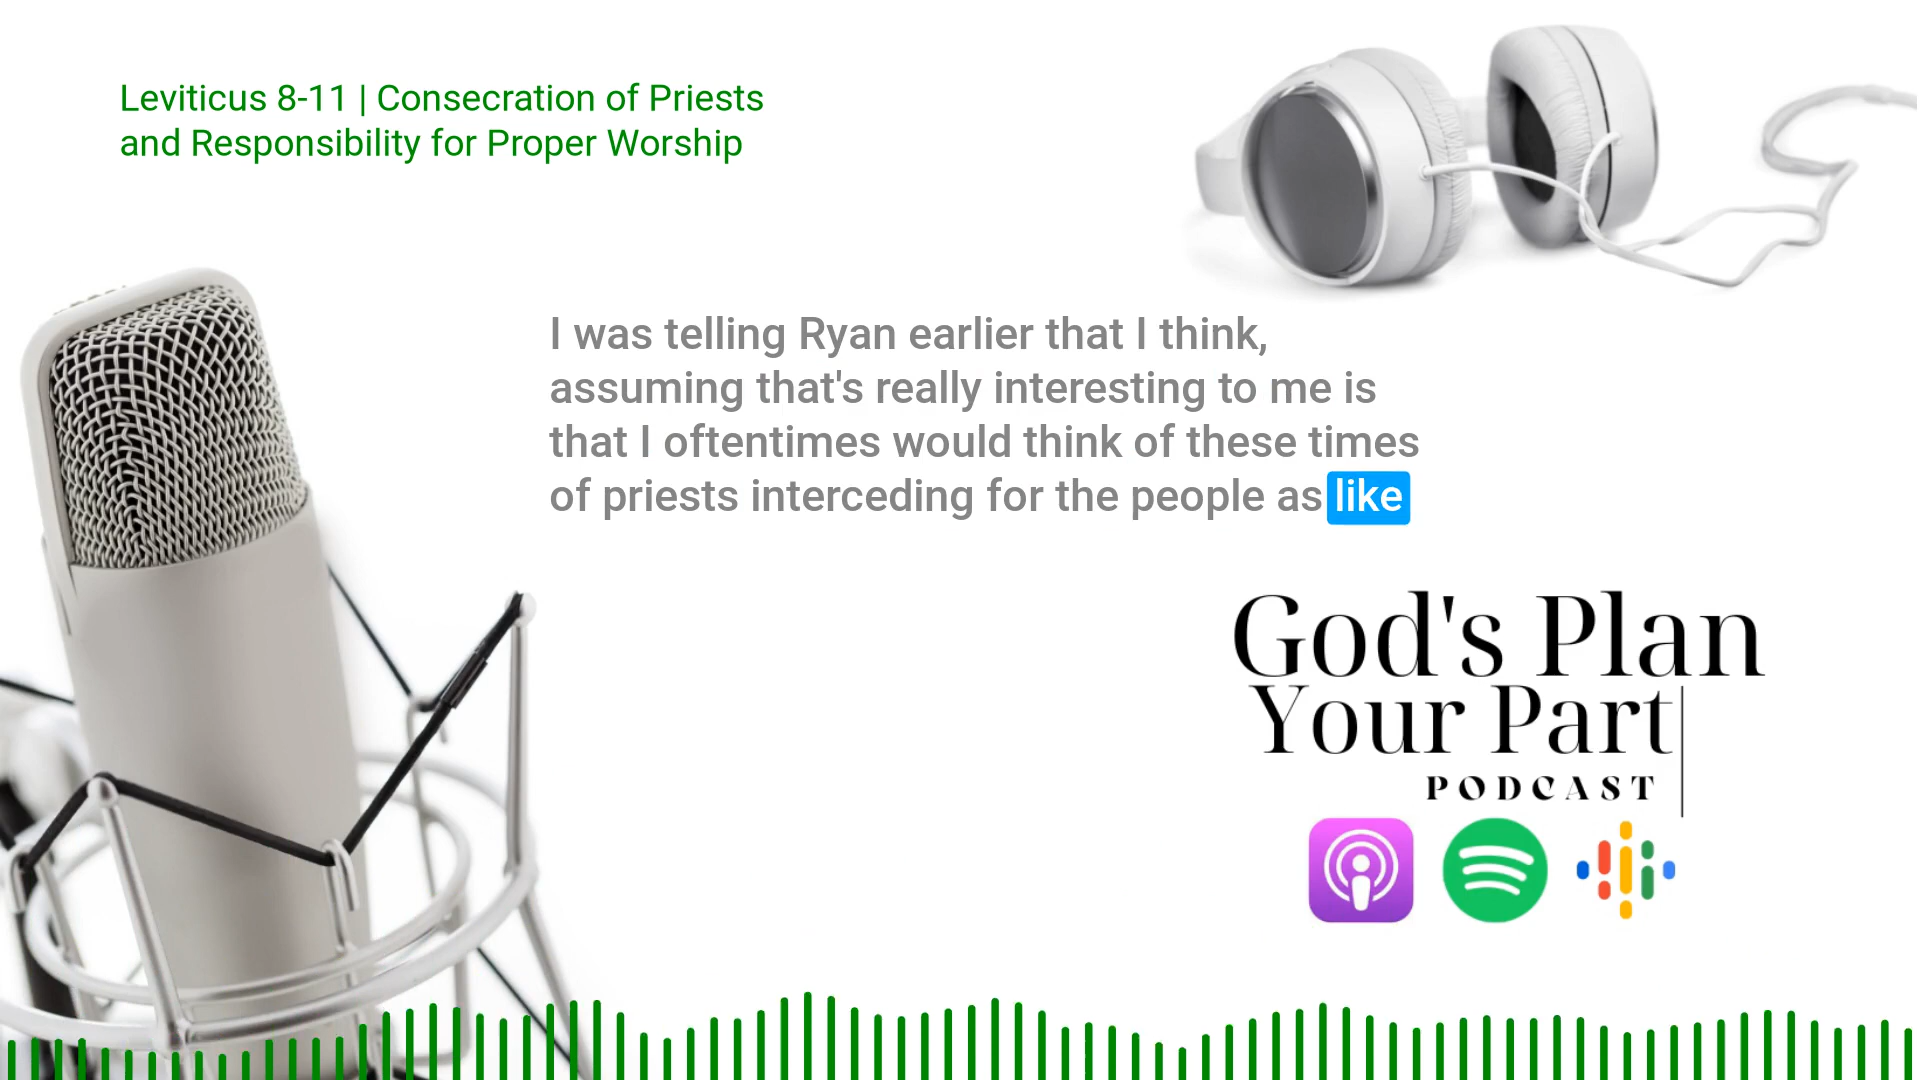 Leviticus 8-11 | Consecration of Priests
and Responsibility for Proper Worship
I was telling Ryan earlier that I think,
assuming that's really interesting to me is
that I oftentimes would think of these times
of priests interceding for the people as like
God's Plan
Your Part
PODCAST